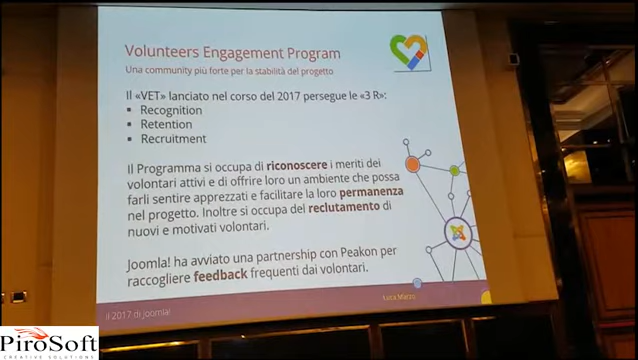 Volunteers Engagement Program
Una community più forte per la stabilità del progetto
Il «VET» lanciato nel corso del 2017 persegue le «3 R»:
▪ Recognition
▪ Retention
▪ Recruitment
Il Programma si occupa di riconoscere i meriti dei
volontari attivi e di offrire loro un ambiente che possa
farli sentire apprezzati e facilitare la loro permanenza
nel progetto. Inoltre si occupa del reclutamento di
nuovi e motivati volontari.
Joomla! ha avviato una partnership con Peakon per
raccogliere feedback frequenti dai volontari.
il 2017 di Joomla!
Luca Marzo
PIROSOFT
CREATIVE SOLUTIONS